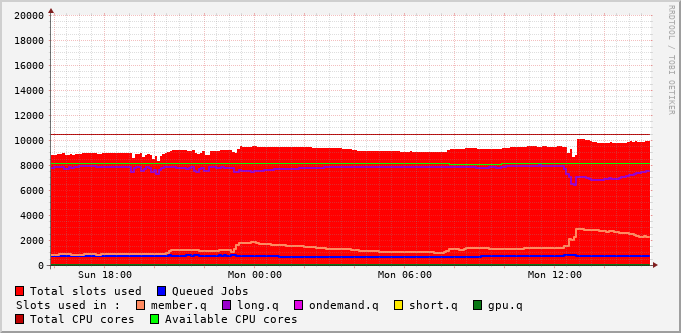 RRDTOOL / TOBI OETIKER
20000
18000
16000
14000
12000
10000
8000
6000
4000
2000
0
Sun 18:00 Mon 00:00 Mon 06:00 Mon 12:00
Total slots used Queued Jobs
Slots used in : member.q long.q ondemand.q short.q gpu.q
Total CPU cores Available CPU cores